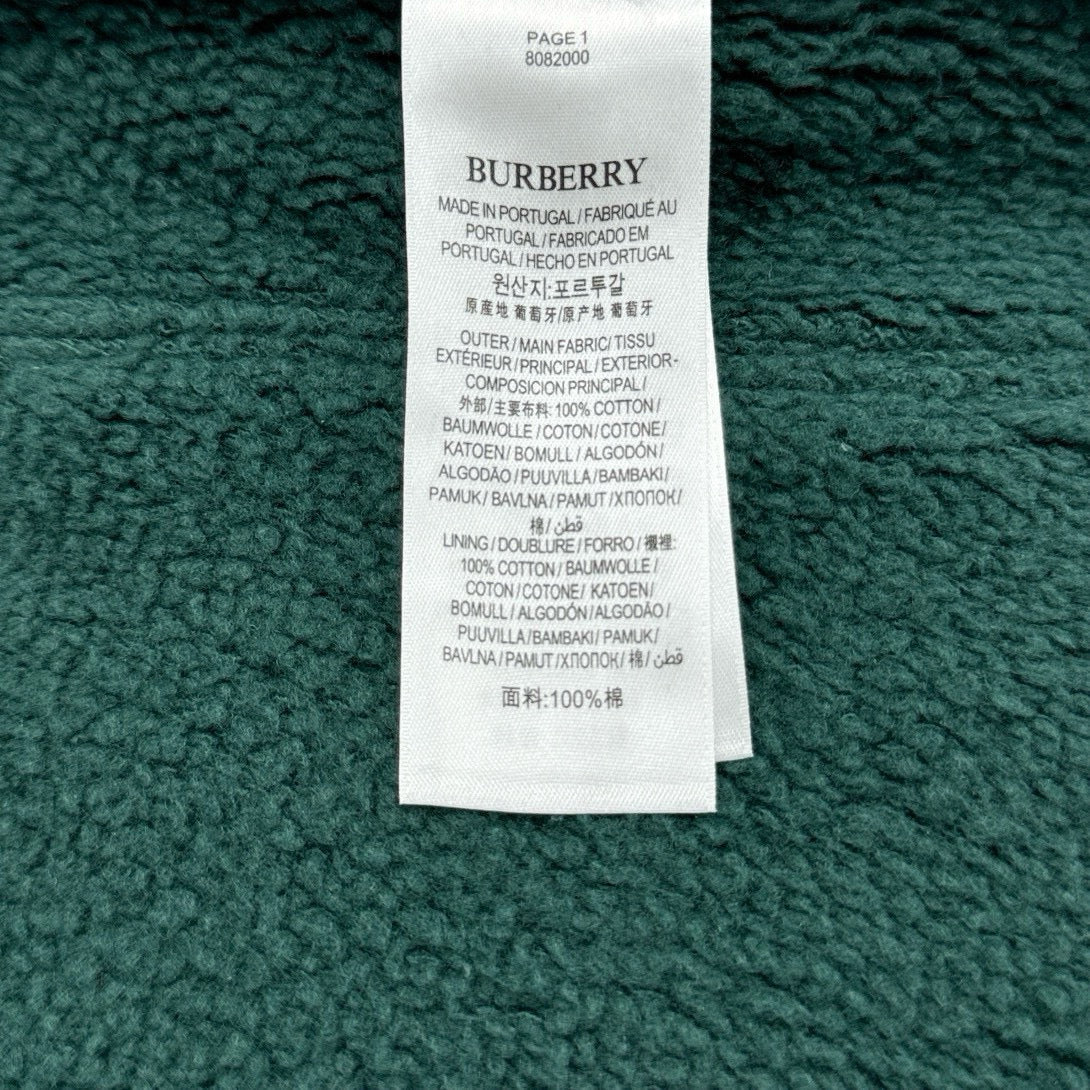 PAGE 1
8082000
BURBERRY
MADE IN PORTUGAL / FABRIQUÉ AU
PORTUGAL / FABRICADO EM
PORTUGAL / HECHO EN PORTUGAL
원산지:포르투갈
原産地 葡萄牙/原产地 葡萄牙
OUTER / MAIN FABRIC/ TISSU
EXTÉRIEUR / PRINCIPAL / EXTERIOR-
COMPOSICION PRINCIPAL /
外部/主要布料: 100% COTTON /
BAUMWOLLE / COTON / COTONE /
KATOEN / BOMULL / ALGODÓN /
ALGODÃO / PUUVILLA / BAMBAKI /
PAMUK / BAVLNA / PAMUT / ХЛОПОК /
棉 / قطن
LINING / DOUBLURE / FORRO / 襯裡:
100% COTTON / BAUMWOLLE /
COTON / COTONE / KATOEN /
BOMULL / ALGODÓN / ALGODÃO /
PUUVILLA / BAMBAKI / PAMUK /
BAVLNA / PAMUT / ХЛОПОК / 棉 / قطن
面料:100%棉